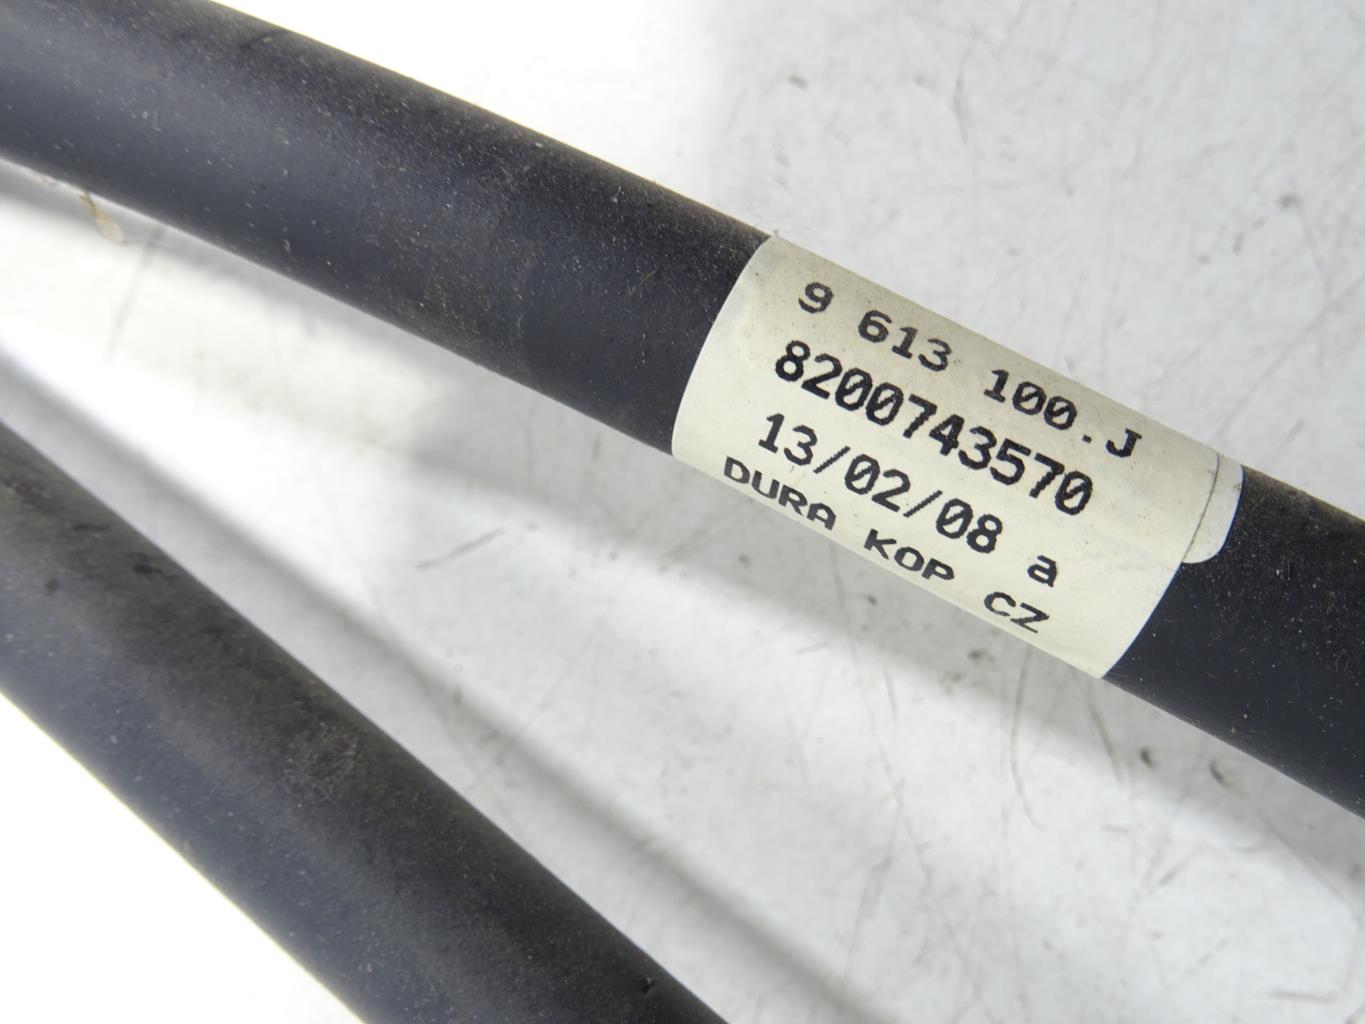 9 613 100.J
8200743570
13/02/08 a
DURA KOP CZ